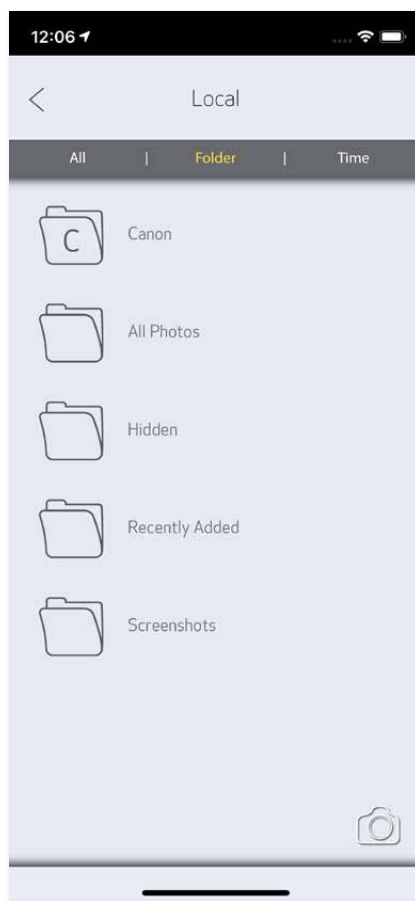 12:06
Local
All | Folder | Time
C Canon
All Photos
Hidden
Recently Added
Screenshots